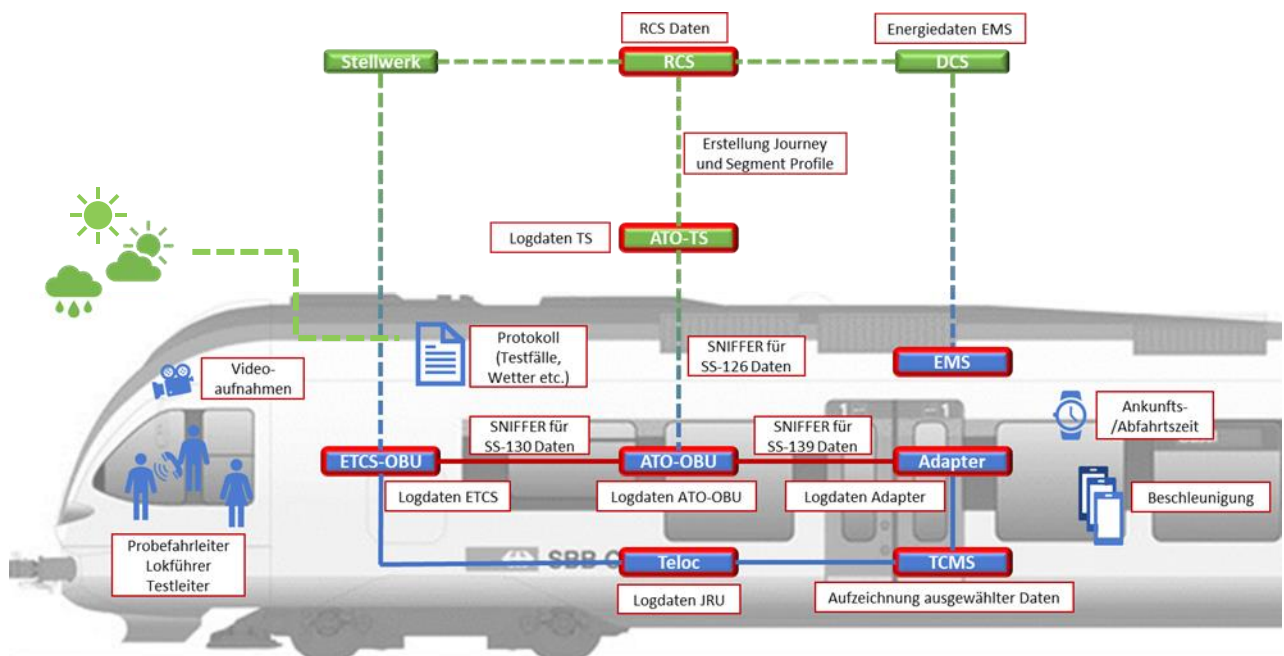 RCS Daten
Energiedaten EMS
Stellwerk
RCS
DCS
Erstellung Journey
und Segment Profile
Logdaten TS
ATO-TS
Protokoll
(Testfälle,
Wetter etc.)
SNIFFER für
SS-126 Daten
EMS
Video-
aufnahmen
Ankunfts-
/Abfahrtszeit
SNIFFER für
SS-130 Daten
SNIFFER für
SS-139 Daten
ETCS-OBU
ATO-OBU
Adapter
Logdaten ETCS
Logdaten ATO-OBU
Logdaten Adapter
Beschleunigung
Probefahrleiter
Lokführer
Testleiter
SBB C
Teloc
TCMS
Logdaten JRU
Aufzeichnung ausgewählter Daten